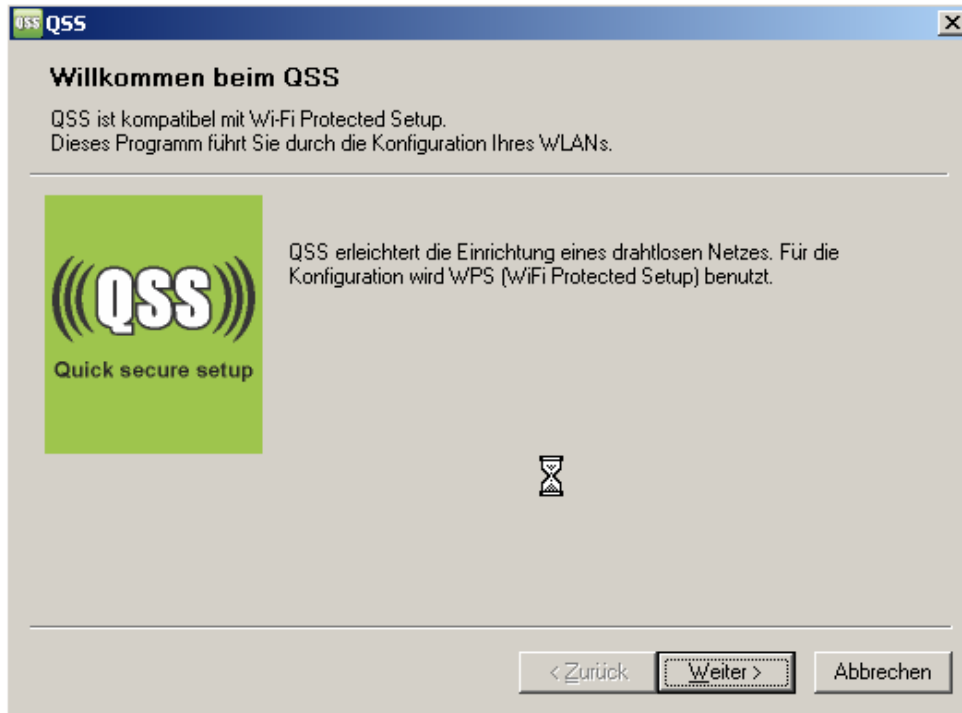 QSS QSS
Willkommen beim QSS
QSS ist kompatibel mit Wi-Fi Protected Setup.
Dieses Programm führt Sie durch die Konfiguration Ihres WLANs.
QSS erleichtert die Einrichtung eines drahtlosen Netzes. Für die
Konfiguration wird WPS (WiFi Protected Setup) benutzt.
(((QSS)))
Quick secure setup
< Zurück
Weiter >
Abbrechen